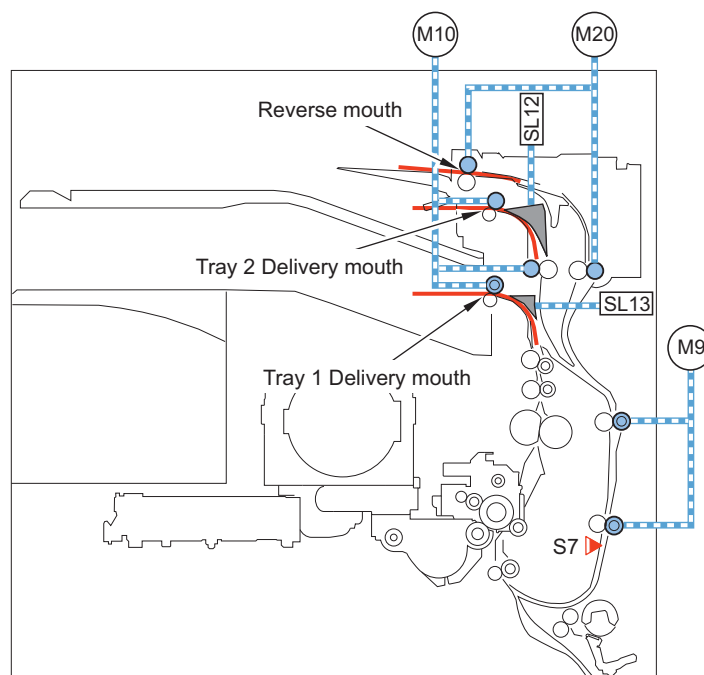 M10
M20
Reverse mouth
SL12
Tray 2 Delivery mouth
SL13
M9
Tray 1 Delivery mouth
S7